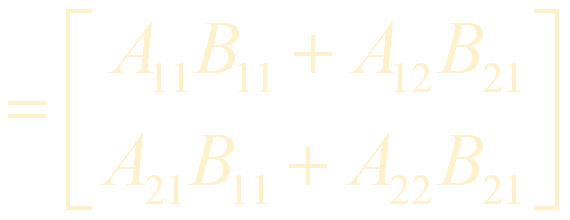 = [ A₁₁B₁₁ + A₁₂B₂₁
A₂₁B₁₁ + A₂₂B₂₁ ]